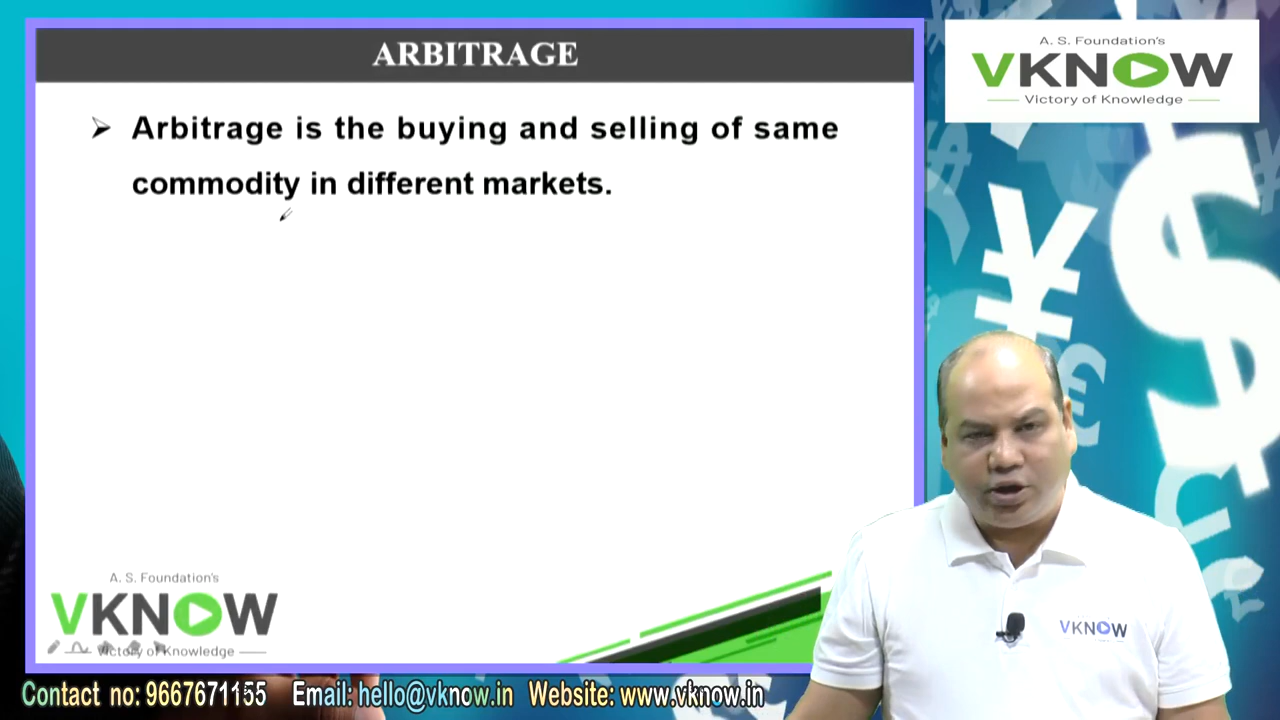 ARBITRAGE
➢ Arbitrage is the buying and selling of same
commodity in different markets.
A. S. Foundation's
VKNOW
Victory of Knowledge
A. S. Foundation's
VKNOW
Victory of Knowledge
VKNOW
Contact no: 9667671155 Email: hello@vknow.in Website: www.vknow.in